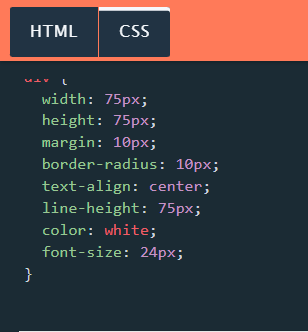 HTML
CSS
div {
width: 75px;
height: 75px;
margin: 10px;
border-radius: 10px;
text-align: center;
line-height: 75px;
color: white;
font-size: 24px;
}